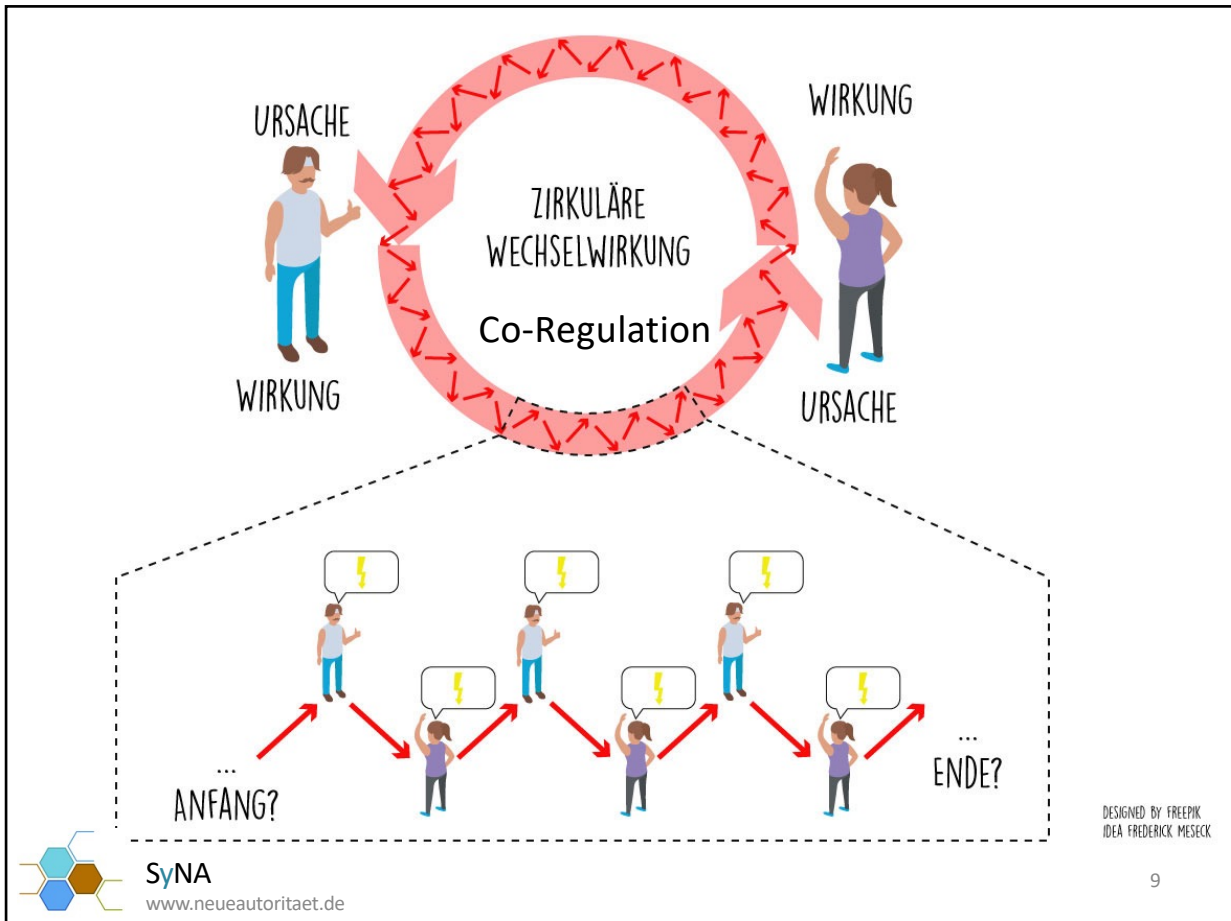 URSACHE
WIRKUNG
ZIRKULÄRE
WECHSELWIRKUNG
Co-Regulation
WIRKUNG
URSACHE
...
ANFANG?
...
ENDE?
DESIGNED BY FREEPIK
IDEA FREDERICK MESECK
SyNA
www.neueautoritaet.de
9